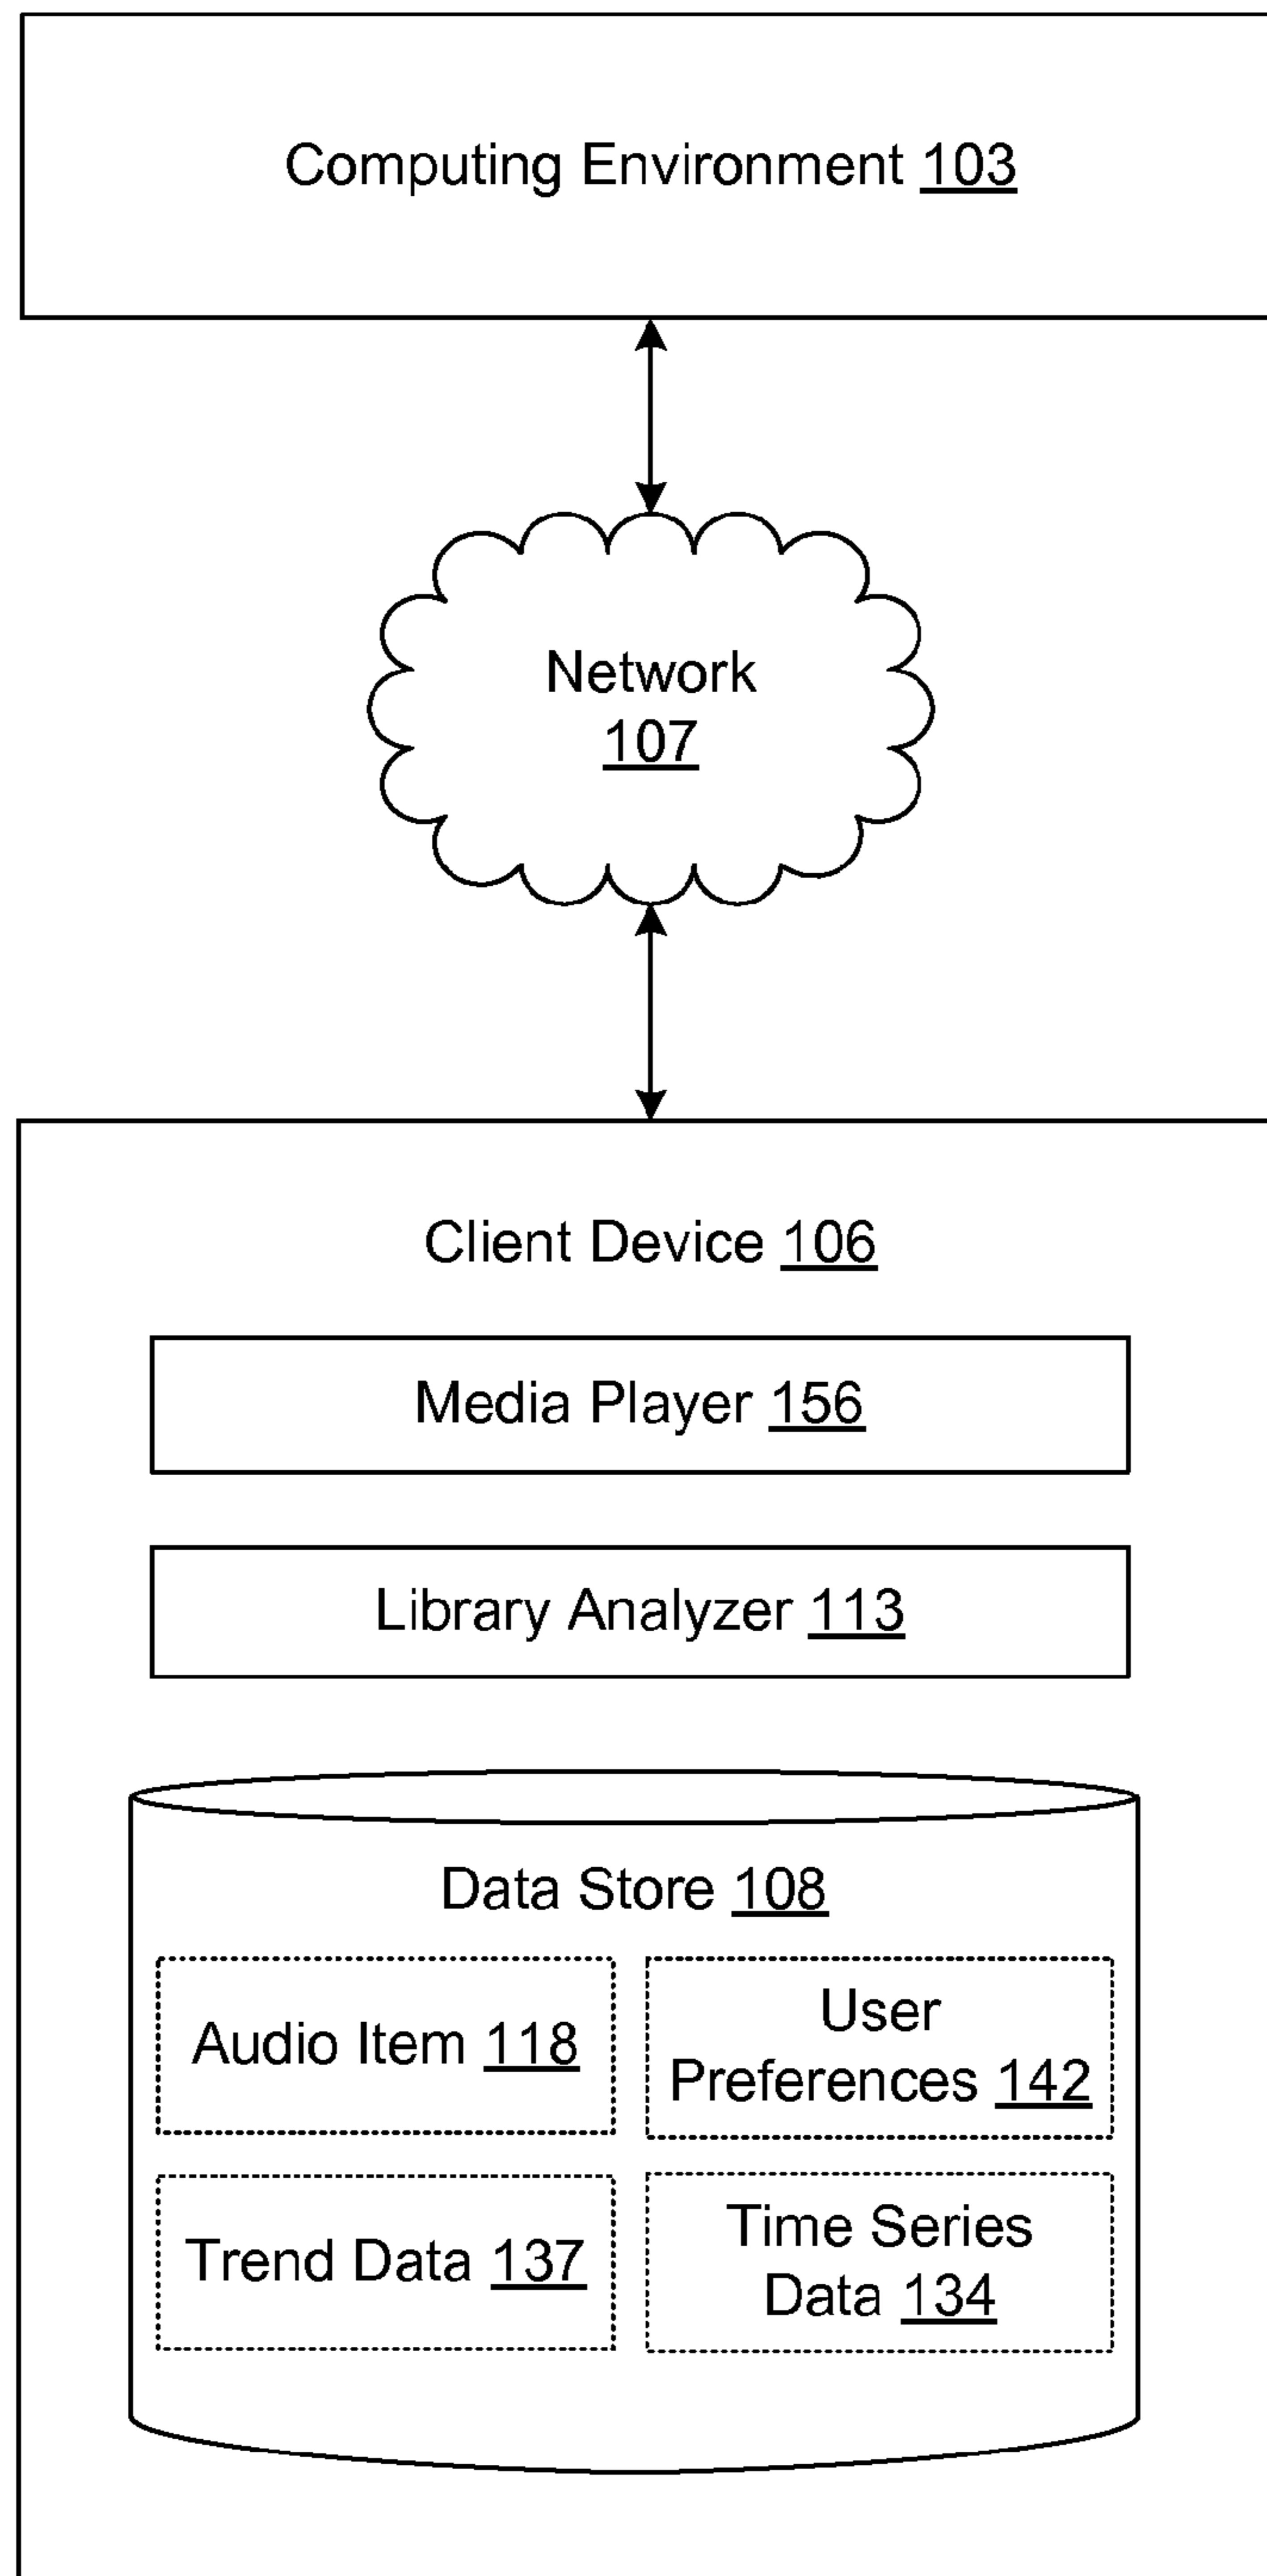 Computing Environment 103
Network
107
Client Device 106
Media Player 156
Library Analyzer 113
Data Store 108
Audio Item 118
User
Preferences 142
Trend Data 137
Time Series
Data 134